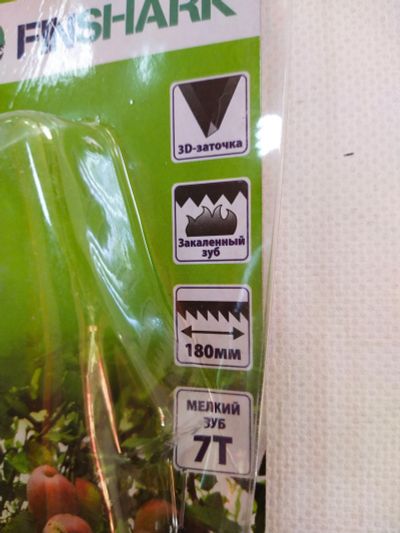 FINSHARK
3D-заточка
Закаленный
зуб
180мм
МЕЛКИЙ
ЗУБ
7T